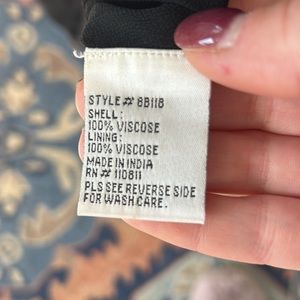 STYLE# 8B11B
SHELL:
100% VISCOSE
LINING:
100% VISCOSE
MADE IN INDIA
RN# 110811
PLS SEE REVERSE SIDE
FOR WASH CARE.